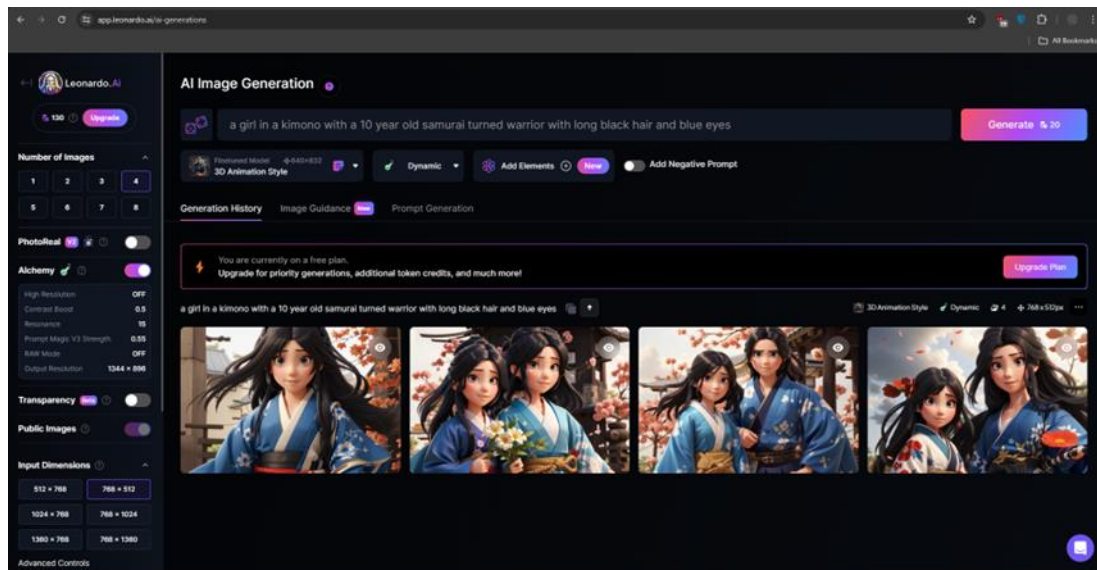 app.leonardo.ai/ai-generations
All Bookmarks
Leonardo.Ai
130 Upgrade
Number of Images
1 2 3 4
5 6 7 8
PhotoReal V2
Alchemy
High Resolution OFF
Contrast Boost 0.5
Resonance 15
Prompt Magic V3 Strength 0.55
RAW Mode OFF
Output Resolution 1344 × 896
Transparency Beta
Public Images
Input Dimensions
512 × 768 768 × 512
1024 × 768 768 × 1024
1360 × 768 768 × 1360
Advanced Controls
AI Image Generation
a girl in a kimono with a 10 year old samurai turned warrior with long black hair and blue eyes
Generate 20
Finetuned Model 640×832
3D Animation Style
Dynamic
Add Elements New
Add Negative Prompt
Generation History Image Guidance New Prompt Generation
You are currently on a free plan.
Upgrade for priority generations, additional token credits, and much more!
Upgrade Plan
a girl in a kimono with a 10 year old samurai turned warrior with long black hair and blue eyes
3D Animation Style Dynamic 4 768x512px